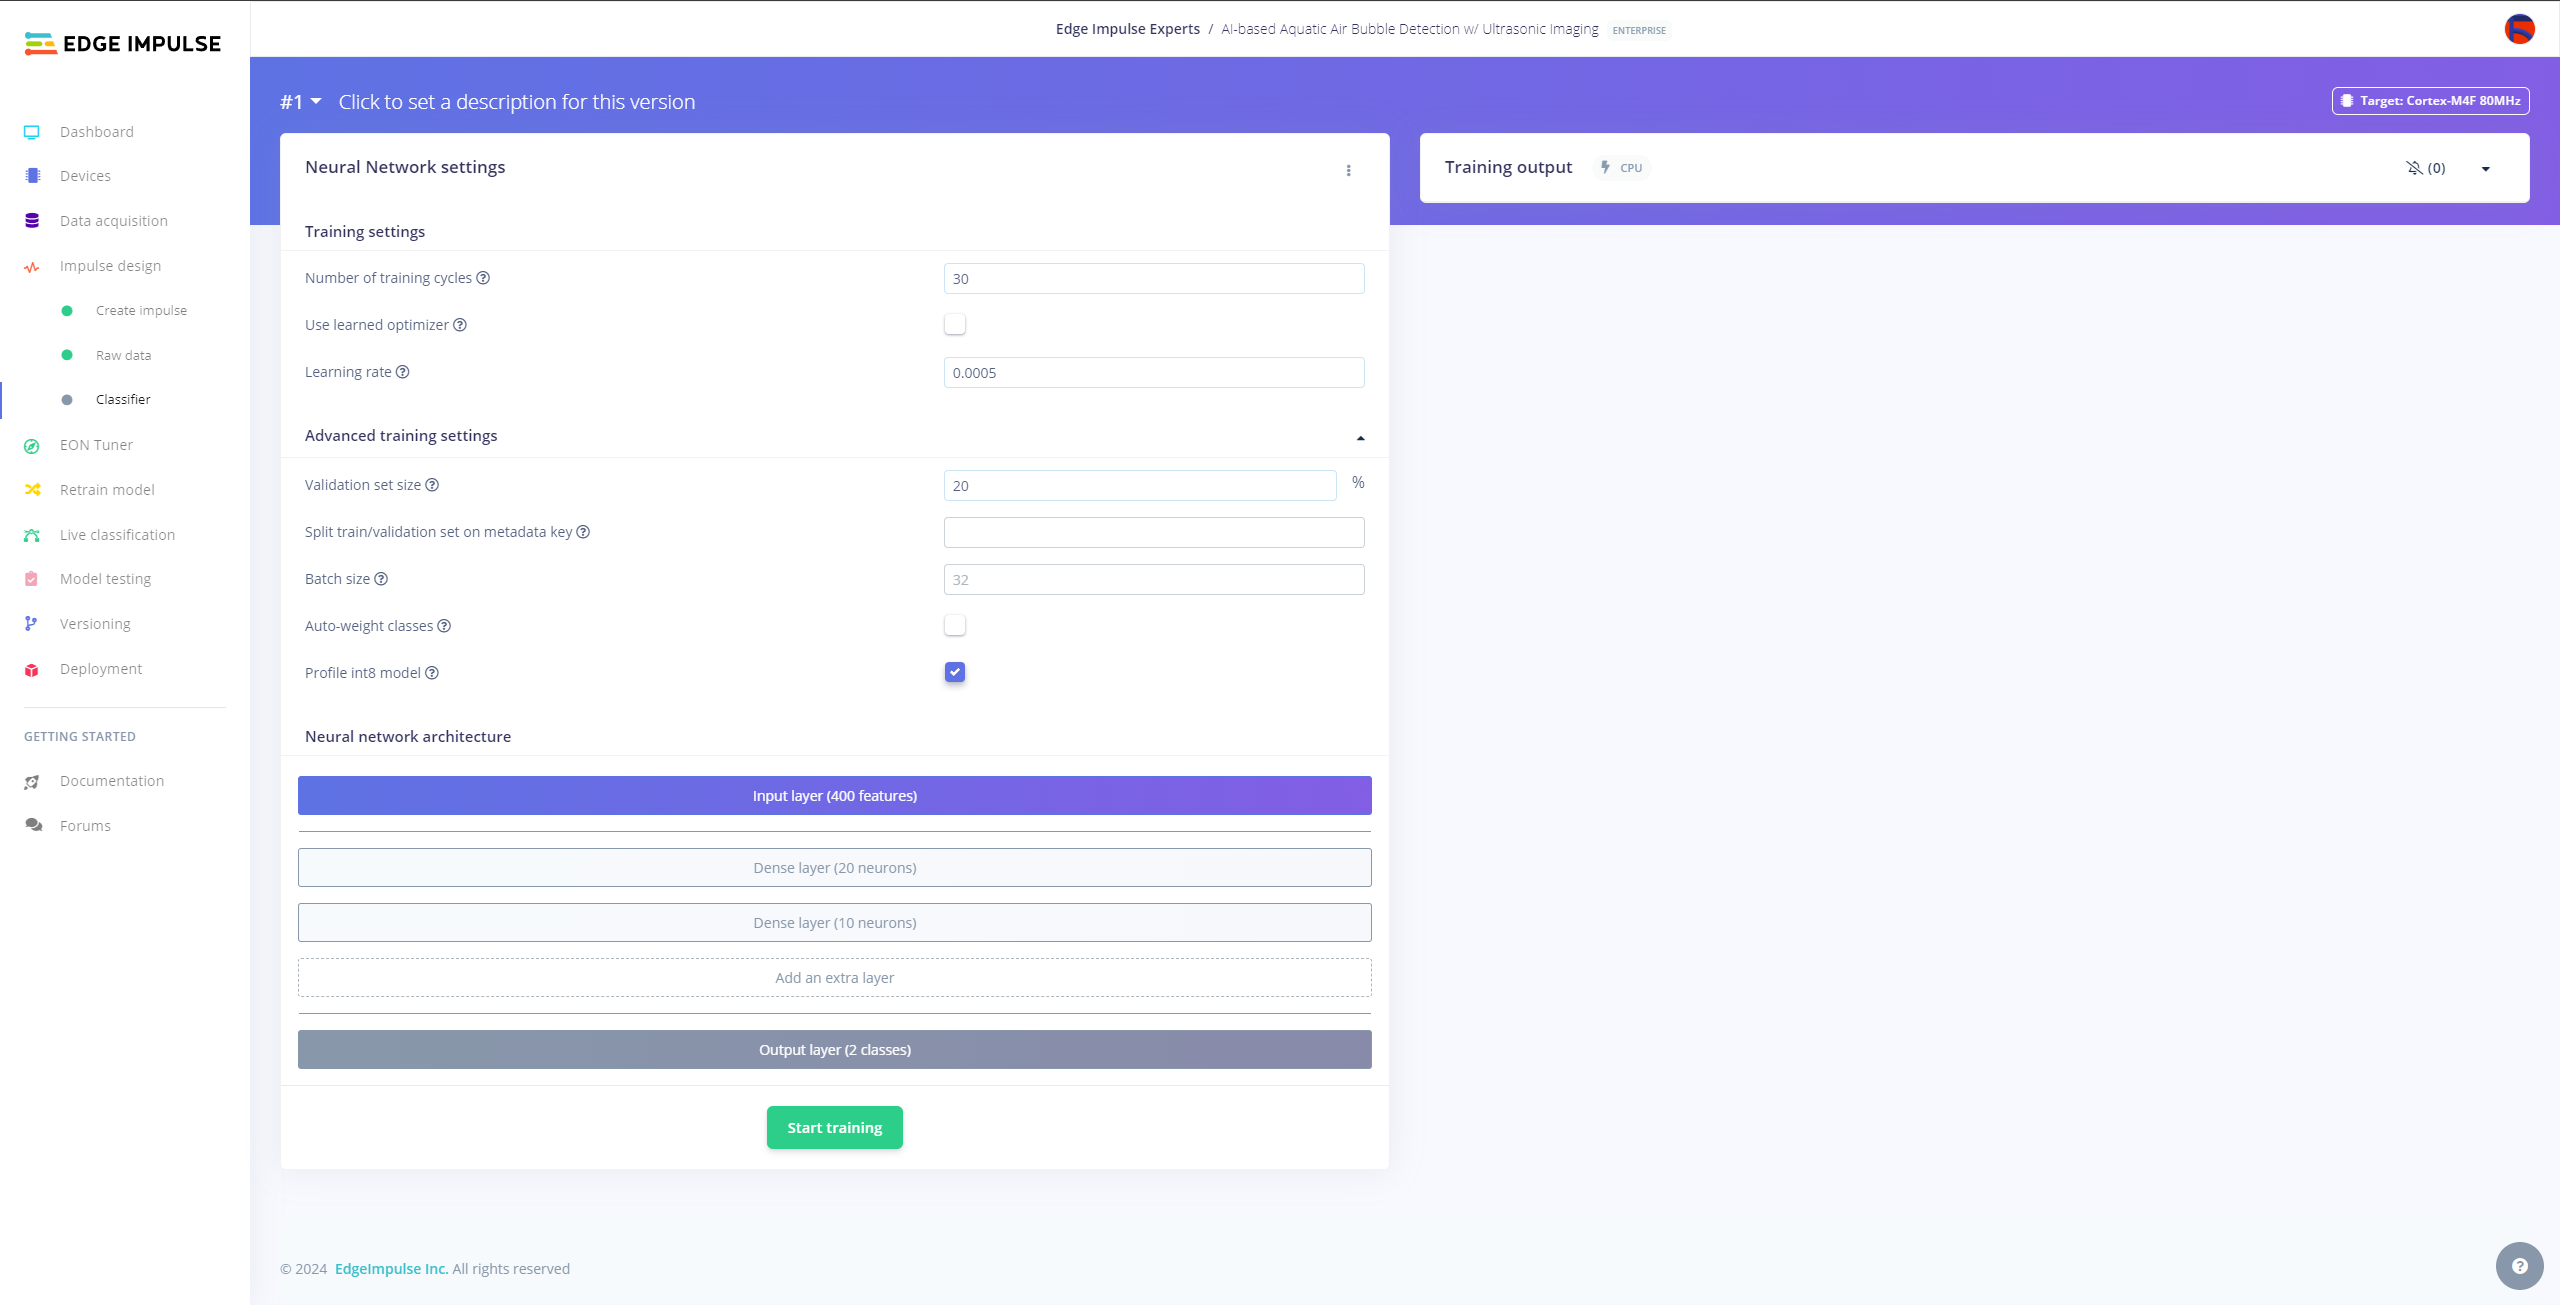 EDGE IMPULSE
Edge Impulse Experts / AI-based Aquatic Air Bubble Detection w/ Ultrasonic Imaging ENTERPRISE
Dashboard
Devices
Data acquisition
Impulse design
Create impulse
Raw data
Classifier
EON Tuner
Retrain model
Live classification
Model testing
Versioning
Deployment
GETTING STARTED
Documentation
Forums
#1 Click to set a description for this version
Target: Cortex-M4F 80MHz
Neural Network settings
Training settings
Number of training cycles ? 30
Use learned optimizer ?
Learning rate ? 0.0005
Advanced training settings
Validation set size ? 20 %
Split train/validation set on metadata key ?
Batch size ? 32
Auto-weight classes ?
Profile int8 model ?
Neural network architecture
Input layer (400 features)
Dense layer (20 neurons)
Dense layer (10 neurons)
Add an extra layer
Output layer (2 classes)
Start training
Training output CPU (0)
© 2024 EdgeImpulse Inc. All rights reserved
?